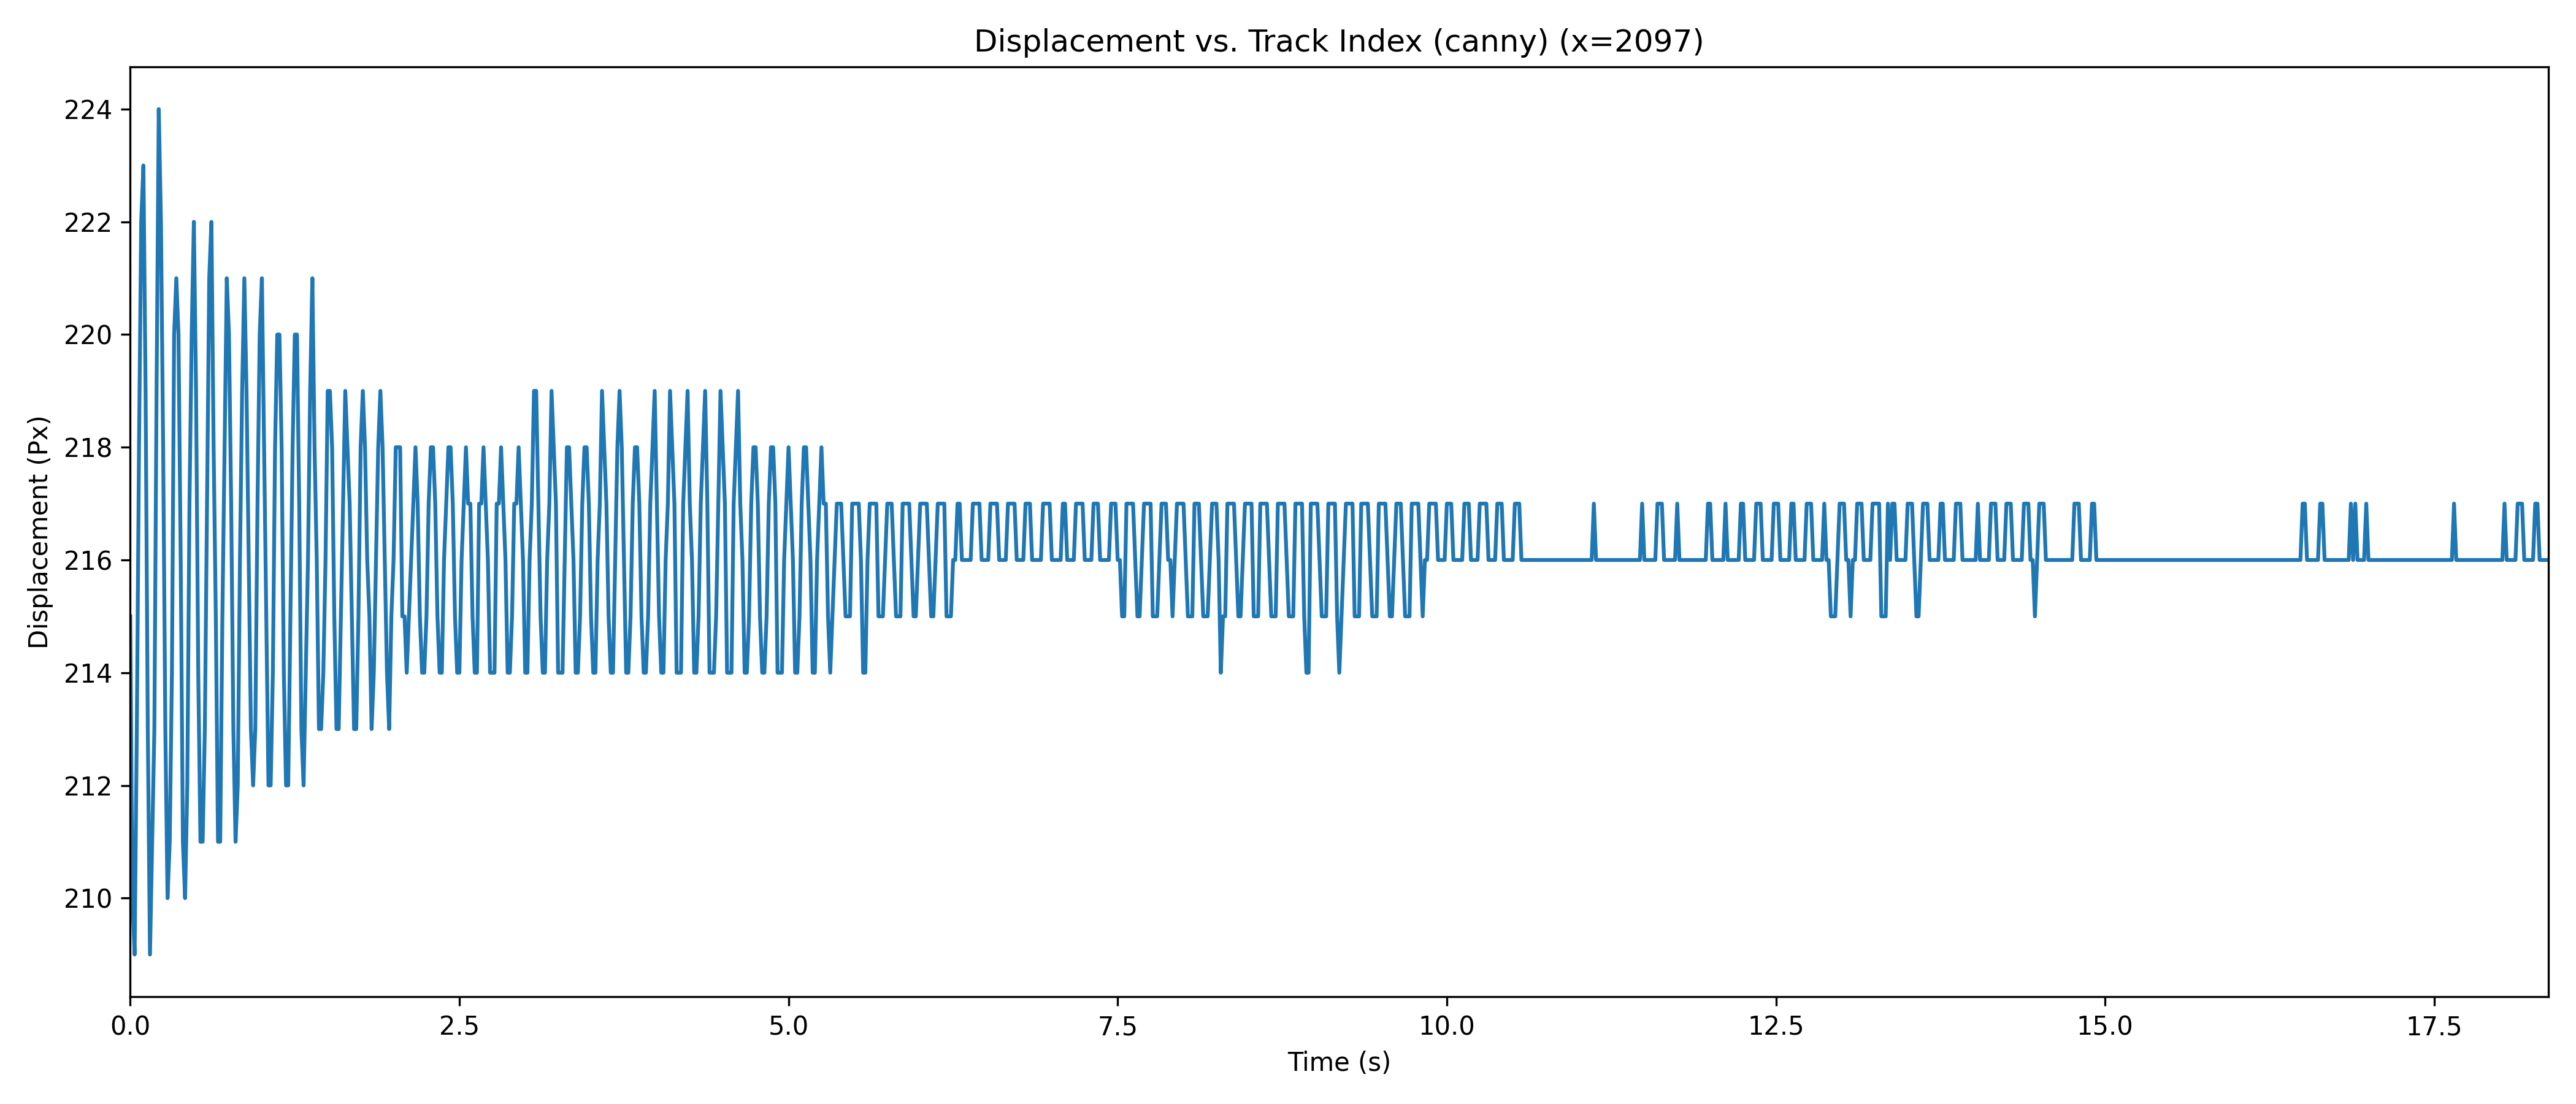 Displacement vs. Track Index (canny) (x=2097)
224
222
220
218
216
214
212
210
Displacement (Px)
0.0 2.5 5.0 7.5 10.0 12.5 15.0 17.5
Time (s)